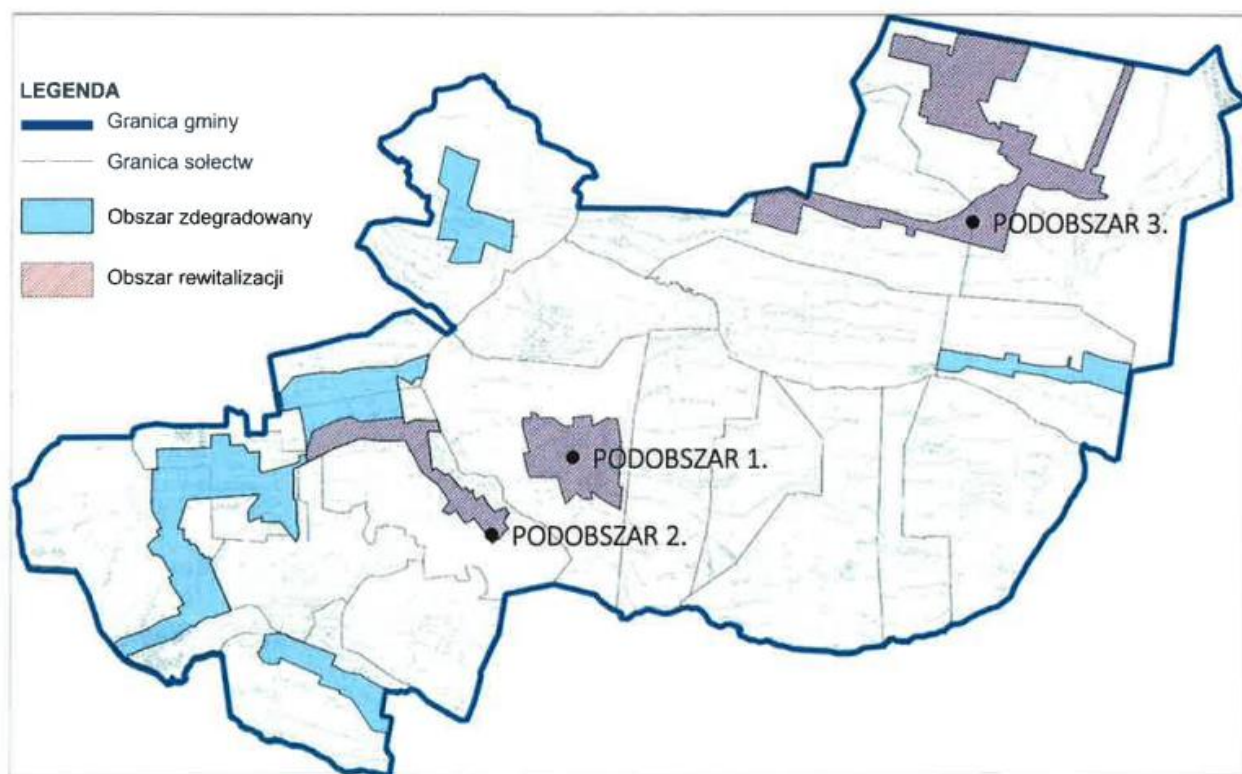 LEGENDA
Granica gminy
Granica sołectw
Obszar zdegradowany
Obszar rewitalizacji
PODOBSZAR 3.
PODOBSZAR 1.
PODOBSZAR 2.